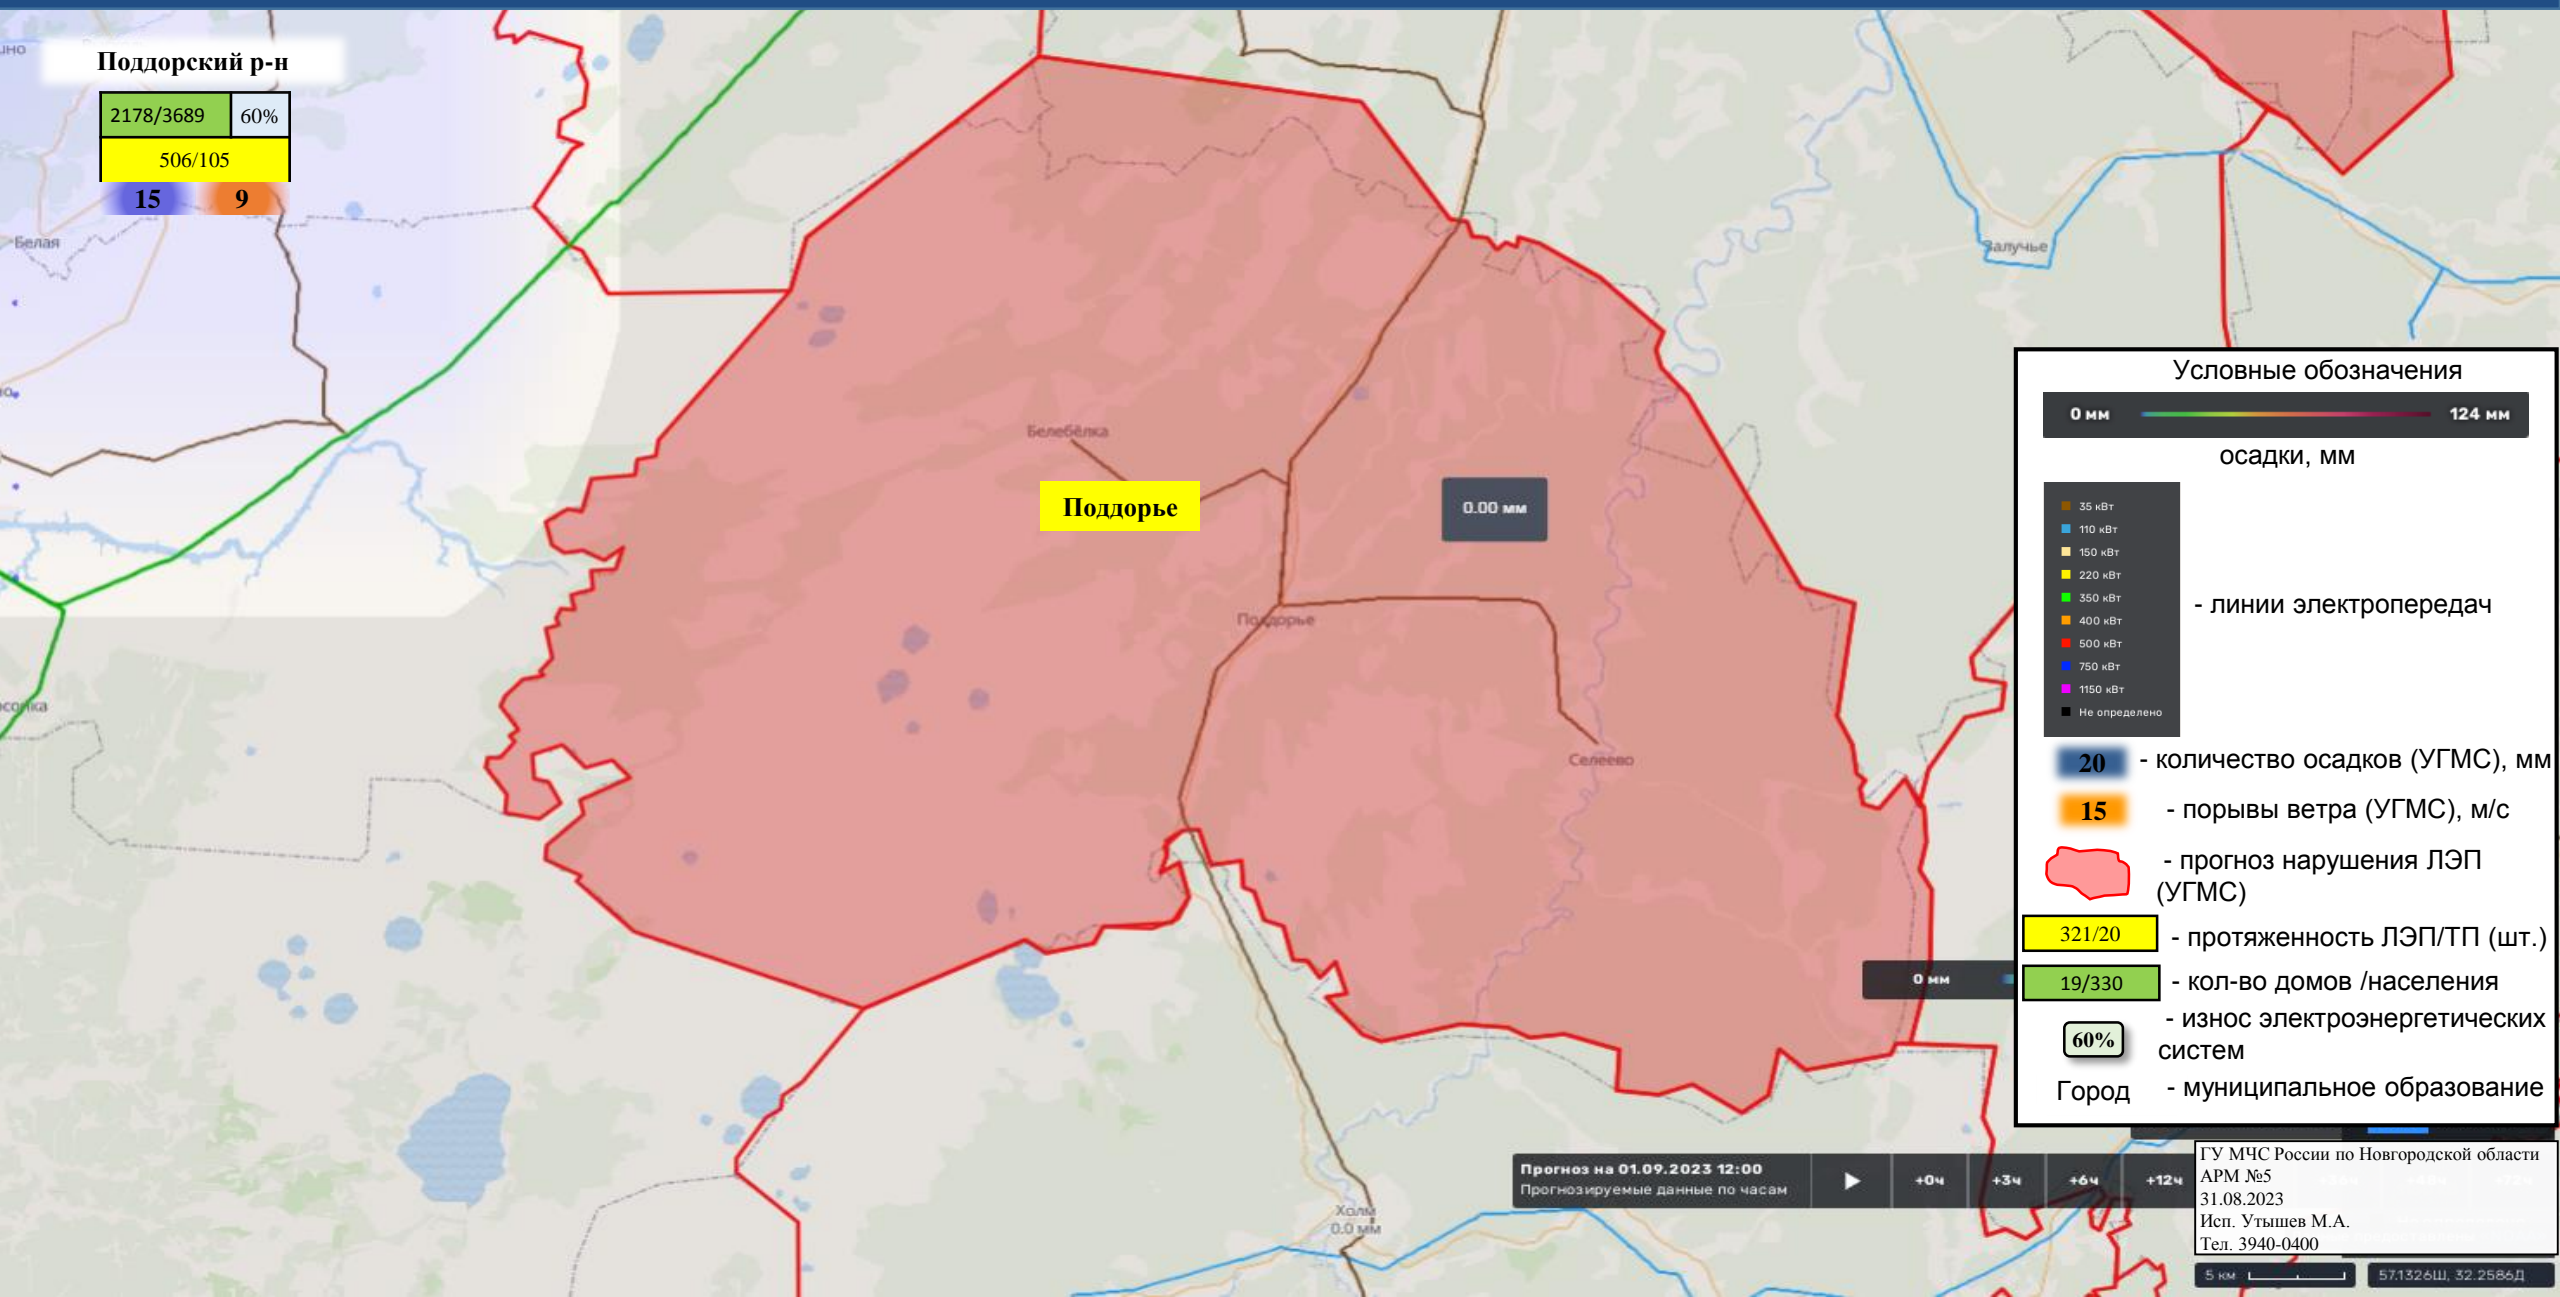 Поддорский р-н
2178/3689 60%
506/105
15 9
Белая
Залучье
Белебёлка
Поддорье
0.00 мм
Поддорье
Селеево
Холм
0.0 мм
Условные обозначения
0 мм 124 мм
осадки, мм
35 кВт
110 кВт
150 кВт
220 кВт
350 кВт
400 кВт
500 кВт
750 кВт
1150 кВт
Не определено
- линии электропередач
20 - количество осадков (УГМС), мм
15 - порывы ветра (УГМС), м/с
- прогноз нарушения ЛЭП
(УГМС)
321/20 - протяженность ЛЭП/ТП (шт.)
19/330 - кол-во домов /населения
60% - износ электроэнергетических
систем
Город - муниципальное образование
0 мм
Прогноз на 01.09.2023 12:00
Прогнозируемые данные по часам
+0ч +3ч +6ч +12ч
ГУ МЧС России по Новгородской области
АРМ №5
31.08.2023
Исп. Утышев М.А.
Тел. 3940-0400
5 км
57.1326Ш, 32.2586Д